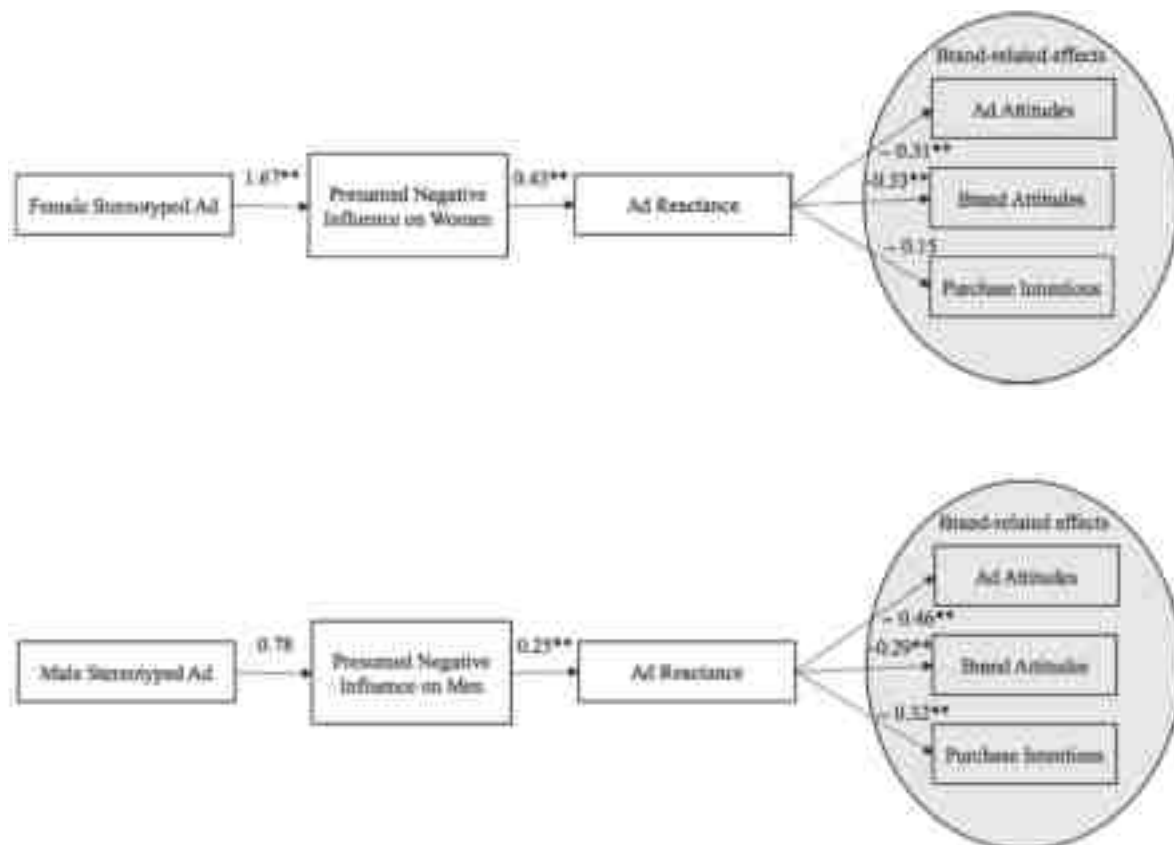 Brand-related effects
Ad Attitudes
- 0.31**
1.67**
Presumed Negative
Influence on Women
0.43**
Female Stereotyped Ad
Ad Reactance
-0.33**
Brand Attitudes
- 0.15
Purchase Intentions
Brand-related effects
Ad Attitudes
- 0.46**
0.78
Presumed Negative
Influence on Men
0.25**
Male Stereotyped Ad
Ad Reactance
-0.29**
Brand Attitudes
- 0.32**
Purchase Intentions